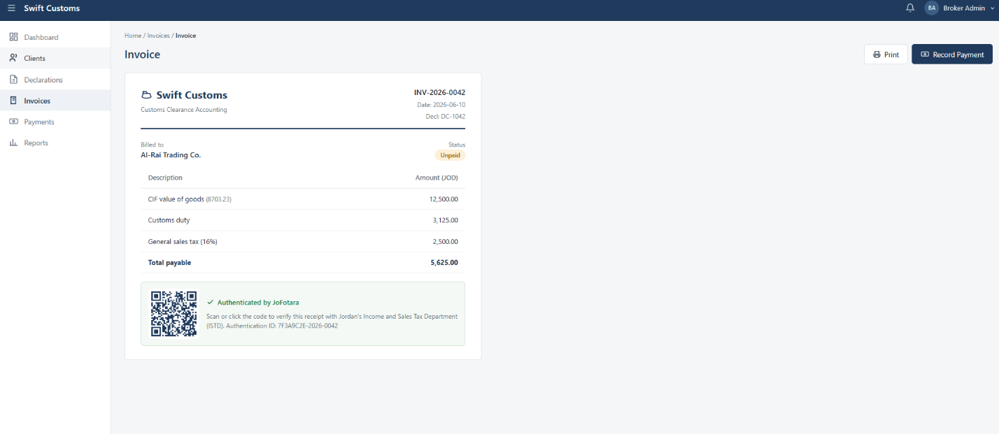 Swift Customs
BA Broker Admin
Dashboard
Clients
Declarations
Invoices
Payments
Reports
Home / Invoices / Invoice
Invoice
Print
Record Payment
Swift Customs
Customs Clearance Accounting
INV-2026-0042
Date: 2026-06-10
Decl: DC-1042
Billed to
Al-Rai Trading Co.
Status
Unpaid
Description Amount (JOD)
CIF value of goods (8703.23) 12,500.00
Customs duty 3,125.00
General sales tax (16%) 2,500.00
Total payable 5,625.00
Authenticated by JoFotara
Scan or click the code to verify this receipt with Jordan's Income and Sales Tax Department
(ISTD). Authentication ID: 7F3A9C2E-2026-0042